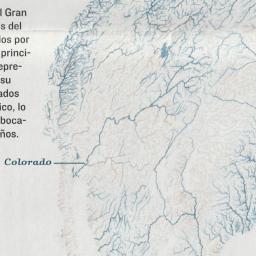 l Gran
s del
os por
princi-
epre-
su
ados
ico, lo
boca-
ños.
Colorado